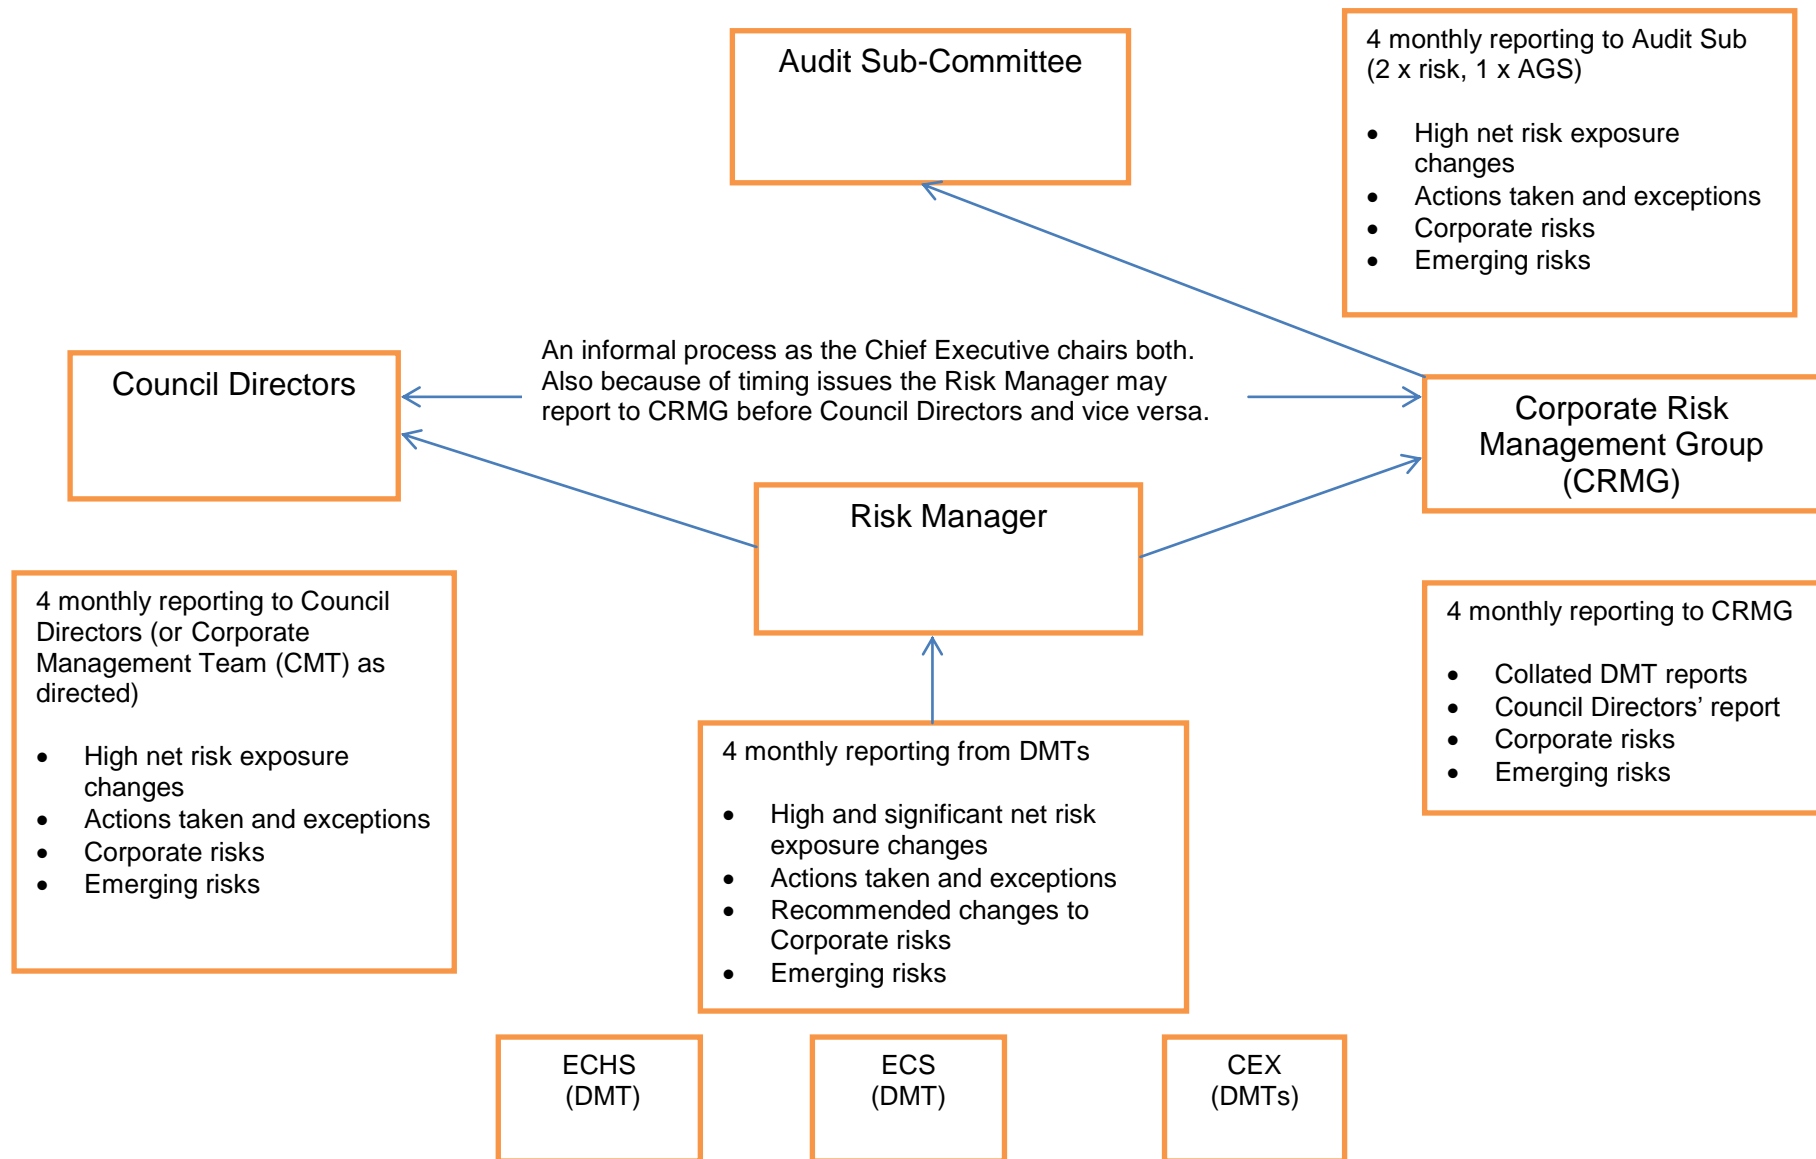 Audit Sub-Committee
4 monthly reporting to Audit Sub
(2 x risk, 1 x AGS)
• High net risk exposure
changes
• Actions taken and exceptions
• Corporate risks
• Emerging risks
Council Directors
An informal process as the Chief Executive chairs both.
Also because of timing issues the Risk Manager may
report to CRMG before Council Directors and vice versa.
Corporate Risk
Management Group
(CRMG)
Risk Manager
4 monthly reporting to Council
Directors (or Corporate
Management Team (CMT) as
directed)
• High net risk exposure
changes
• Actions taken and exceptions
• Corporate risks
• Emerging risks
4 monthly reporting from DMTs
• High and significant net risk
exposure changes
• Actions taken and exceptions
• Recommended changes to
Corporate risks
• Emerging risks
4 monthly reporting to CRMG
• Collated DMT reports
• Council Directors’ report
• Corporate risks
• Emerging risks
ECHS
(DMT)
ECS
(DMT)
CEX
(DMTs)